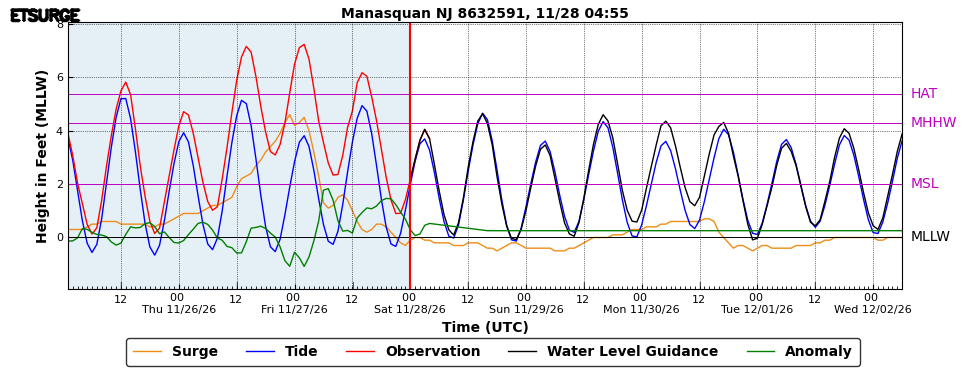 ETSURGE
Manasquan NJ 8632591, 11/28 04:55
Height in Feet (MLLW)
8
6
4
2
0
HAT
MHHW
MSL
MLLW
12 00 12 00 12 00 12 00 12 00 12 00 12 00
Thu 11/26/26 Fri 11/27/26 Sat 11/28/26 Sun 11/29/26 Mon 11/30/26 Tue 12/01/26 Wed 12/02/26
Time (UTC)
Surge Tide Observation Water Level Guidance Anomaly